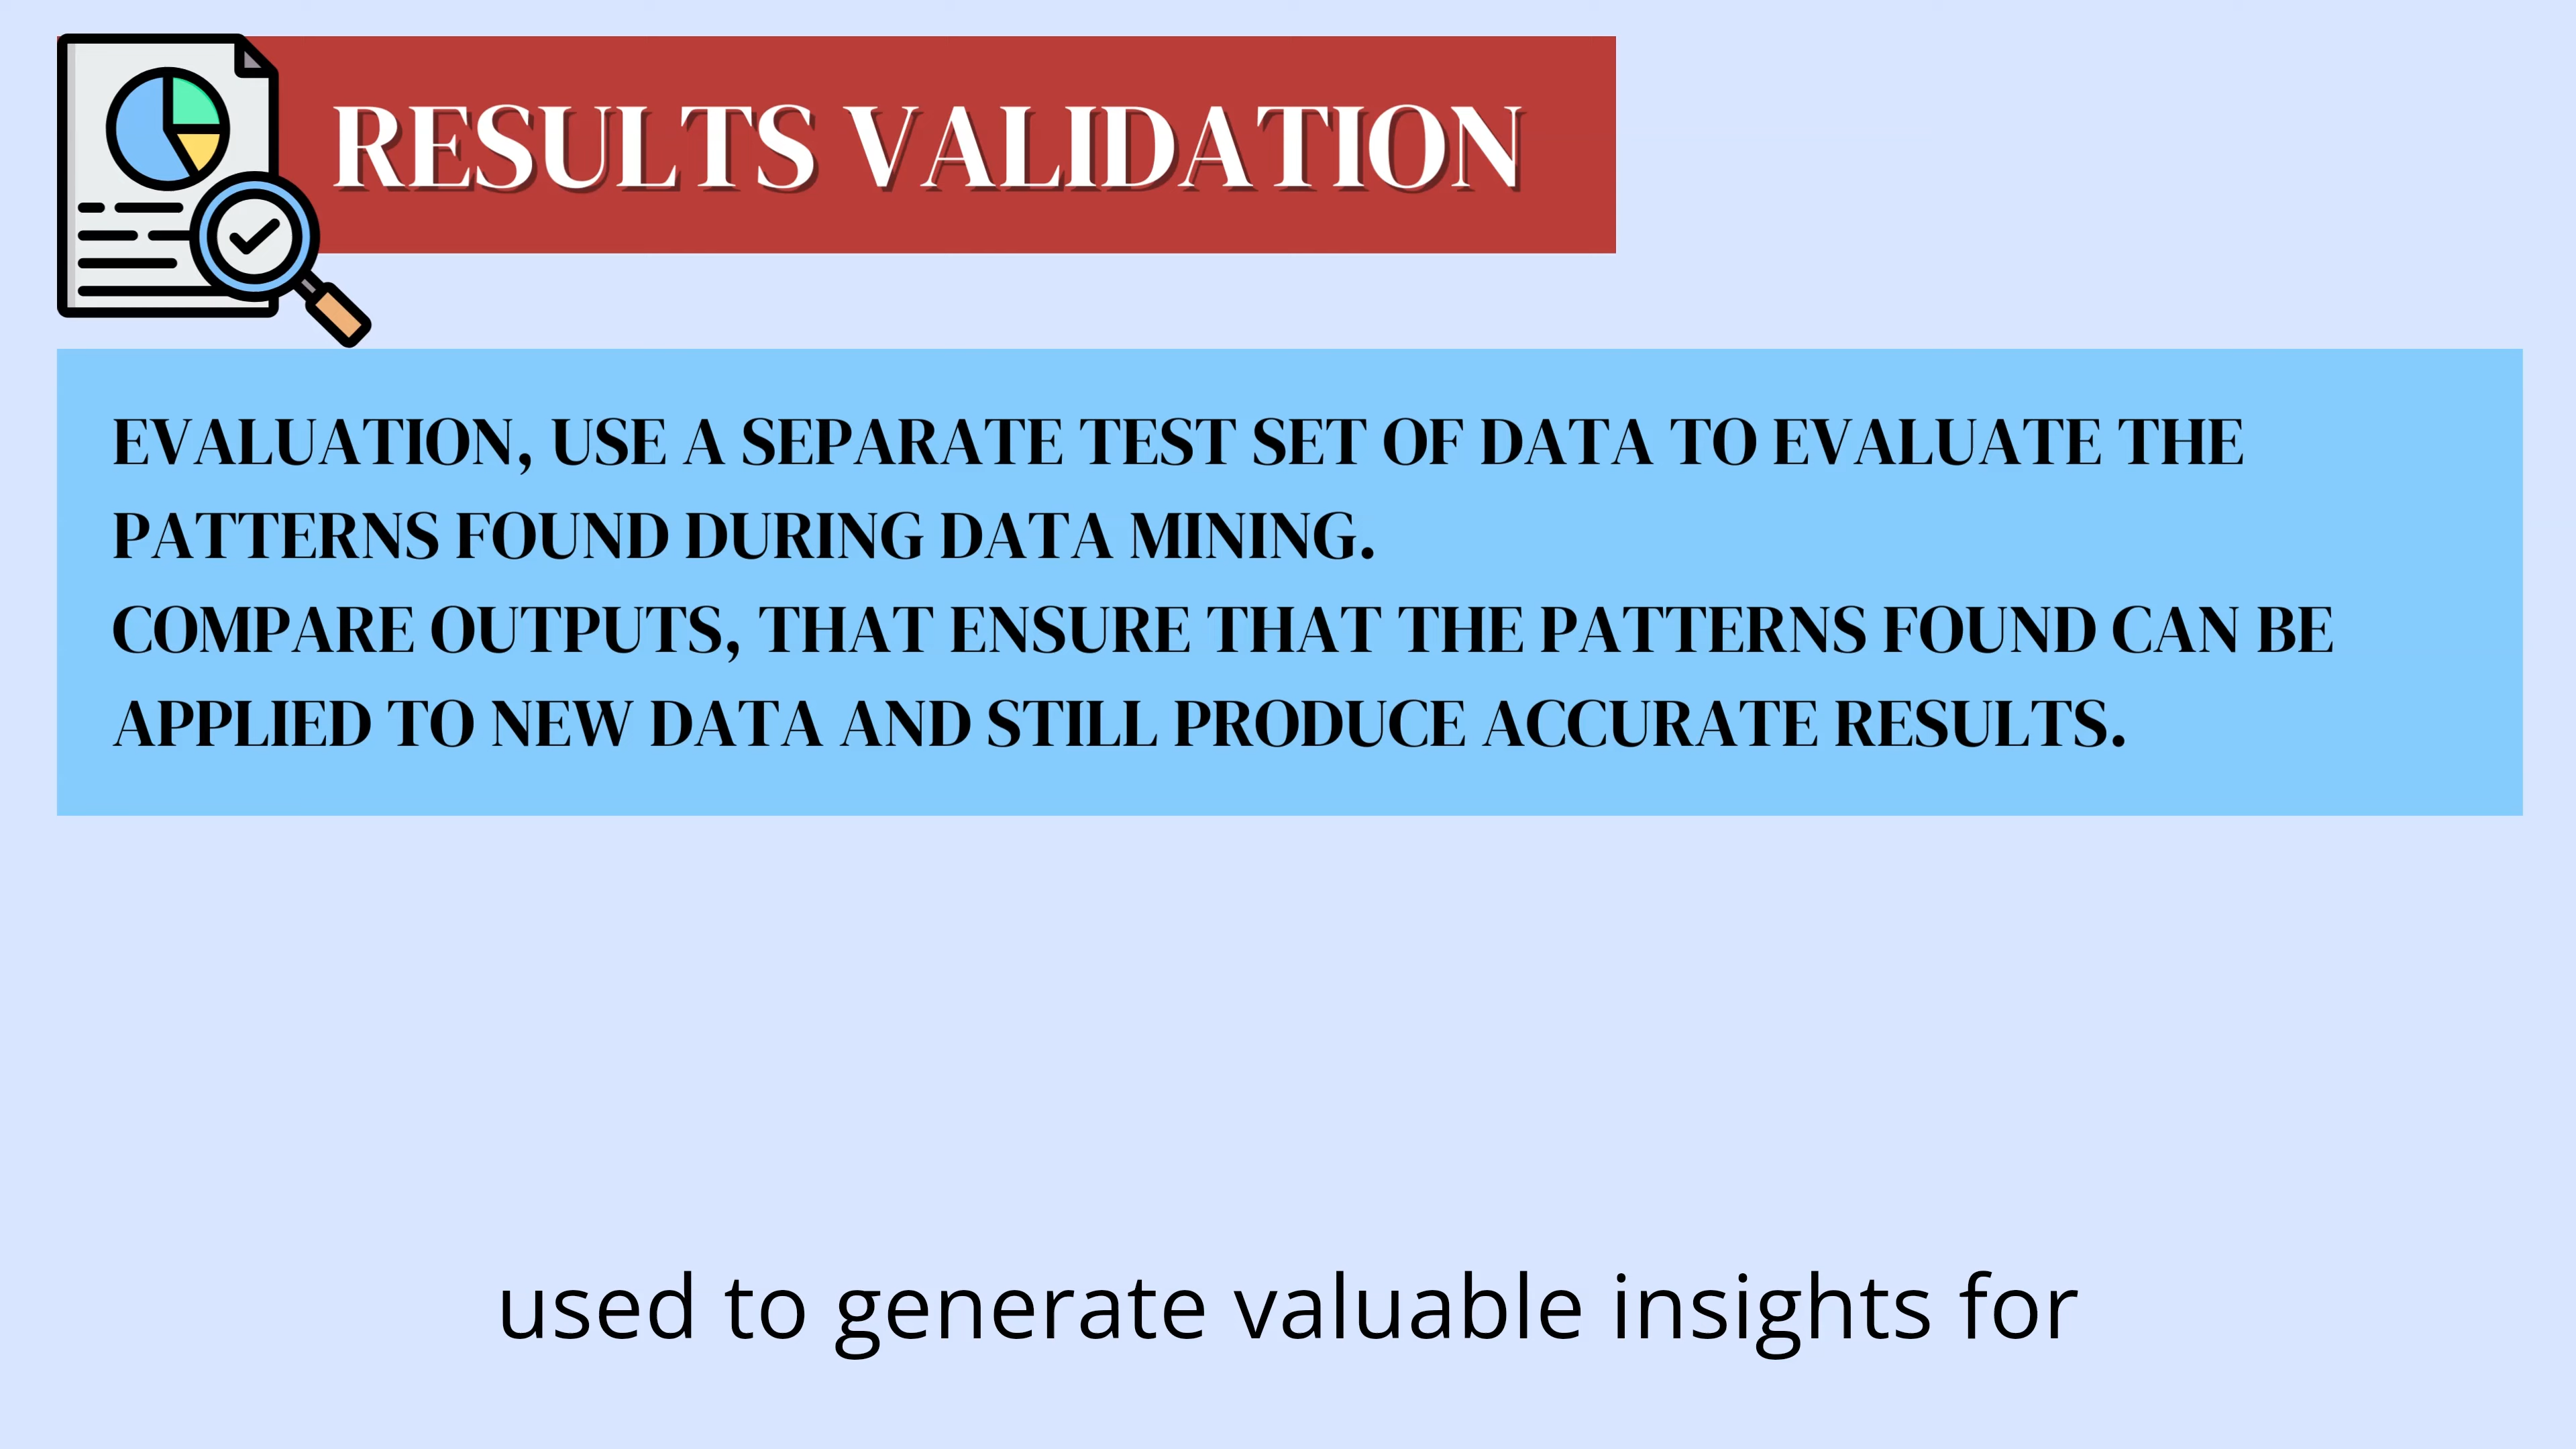 RESULTS VALIDATION
EVALUATION, USE A SEPARATE TEST SET OF DATA TO EVALUATE THE
PATTERNS FOUND DURING DATA MINING.
COMPARE OUTPUTS, THAT ENSURE THAT THE PATTERNS FOUND CAN BE
APPLIED TO NEW DATA AND STILL PRODUCE ACCURATE RESULTS.
used to generate valuable insights for